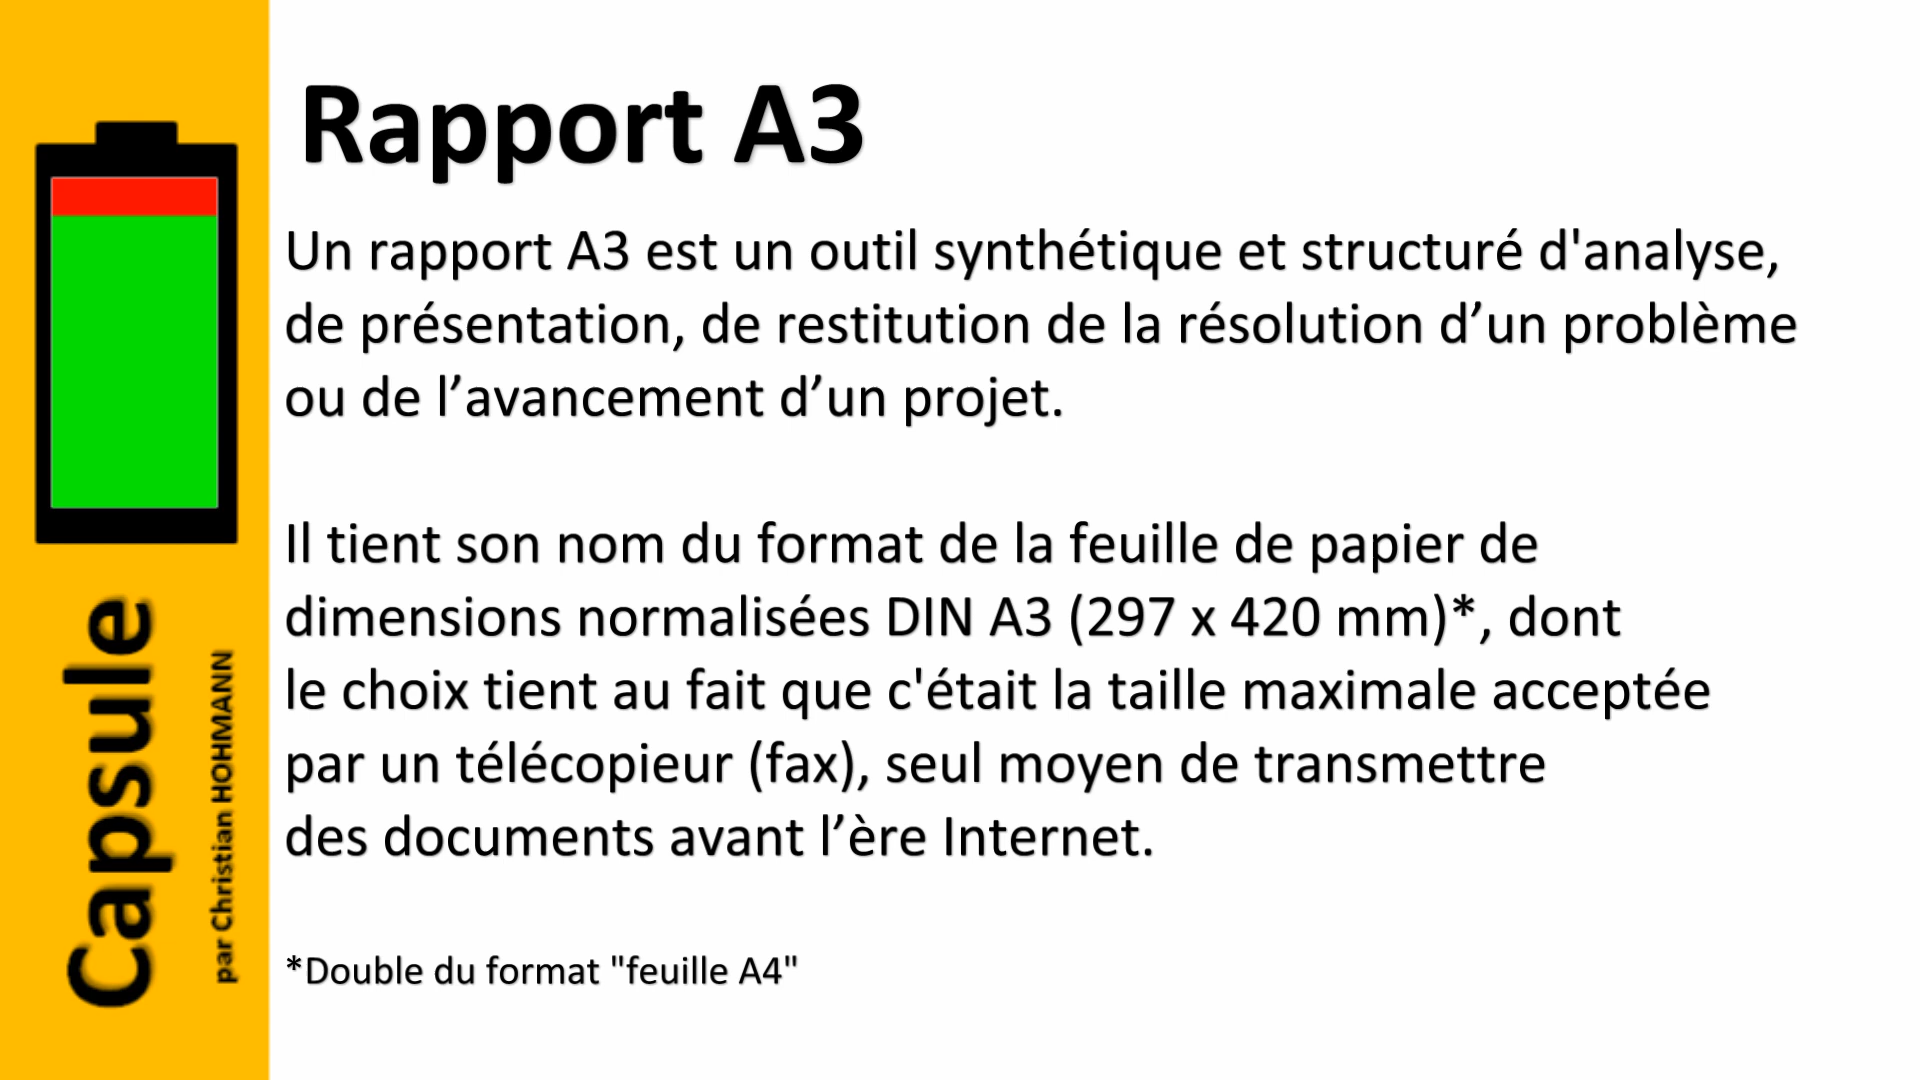 Rapport A3
Un rapport A3 est un outil synthétique et structuré d'analyse,
de présentation, de restitution de la résolution d’un problème
ou de l’avancement d’un projet.
Il tient son nom du format de la feuille de papier de
dimensions normalisées DIN A3 (297 x 420 mm)*, dont
le choix tient au fait que c'était la taille maximale acceptée
par un télécopieur (fax), seul moyen de transmettre
des documents avant l’ère Internet.
*Double du format "feuille A4"
Capsule
par Christian HOHMANN